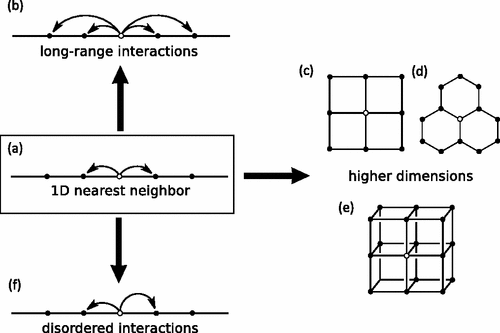 (b)
long-range interactions
(c)
(d)
(a)
1D nearest neighbor
higher dimensions
(e)
(f)
disordered interactions